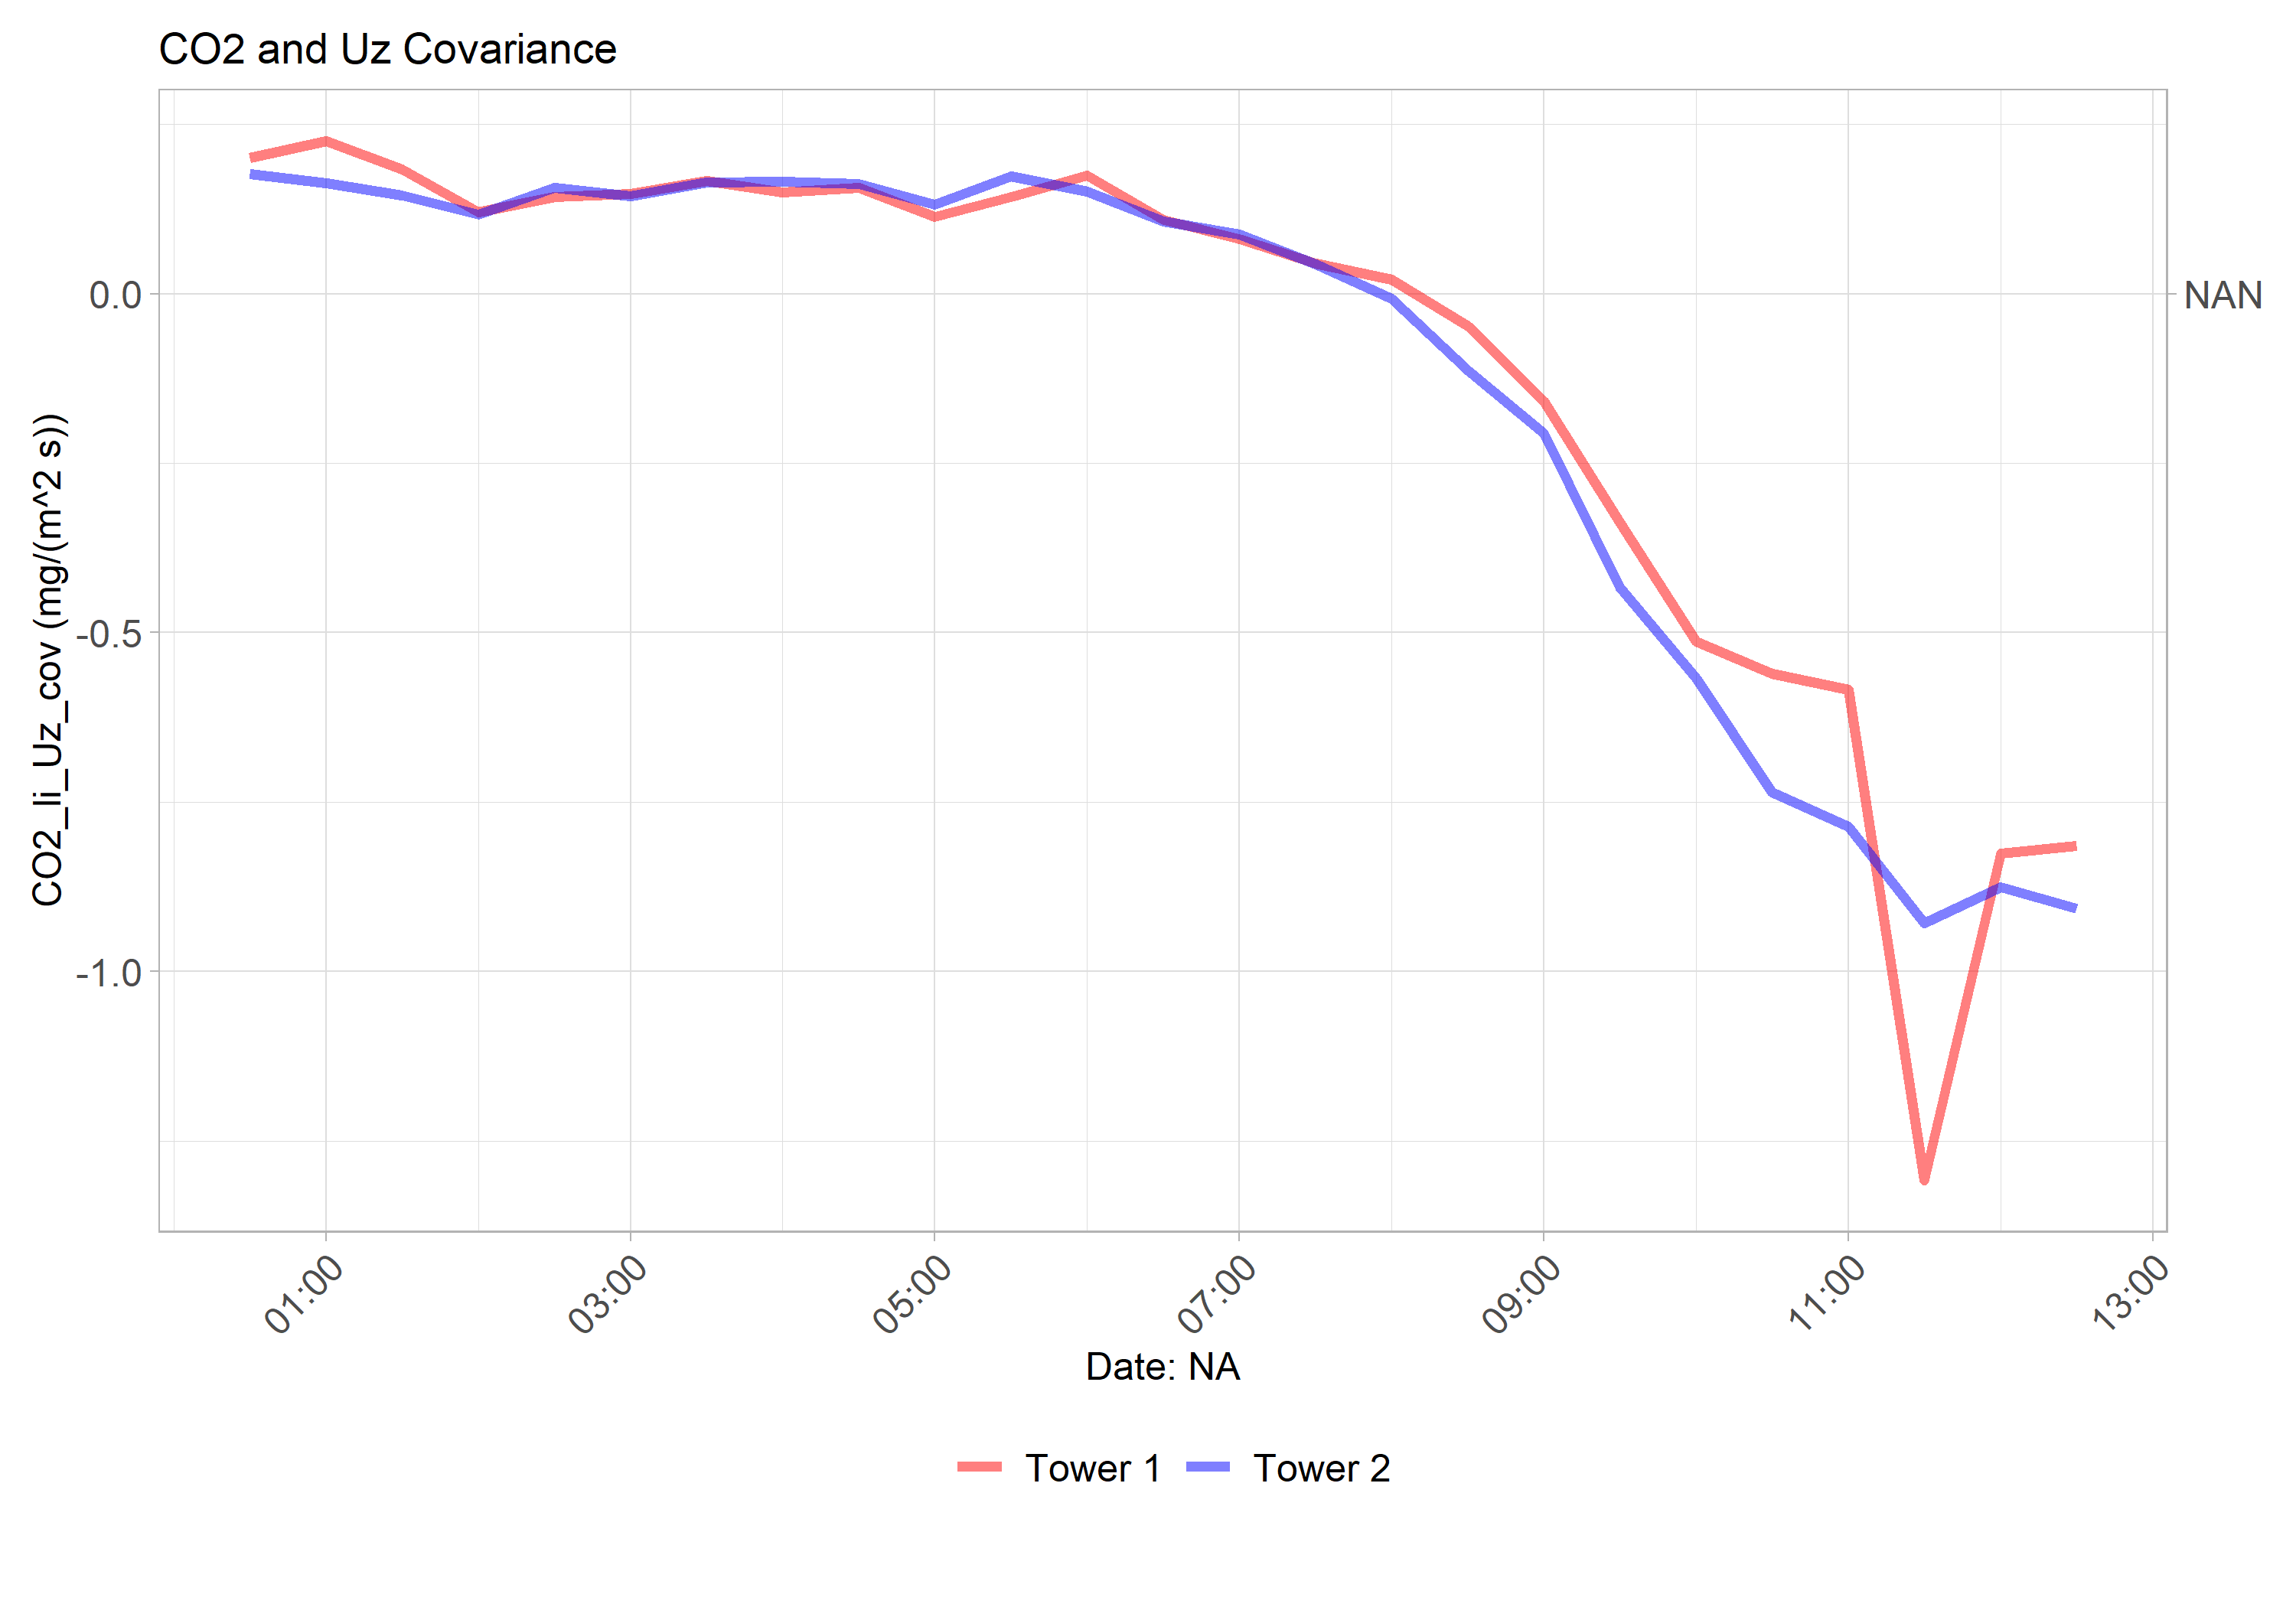 CO2 and Uz Covariance
CO2_li_Uz_cov (mg/(m^2 s))
0.0
-0.5
-1.0
NAN
01:00
03:00
05:00
07:00
09:00
11:00
13:00
Date: NA
Tower 1
Tower 2